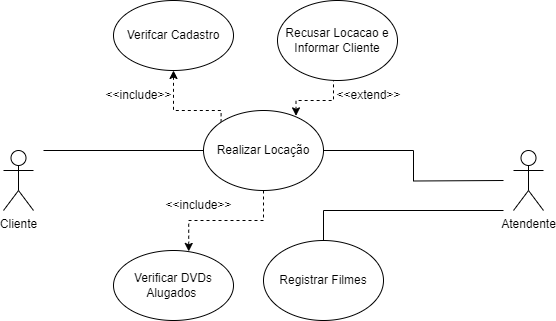 Verifcar Cadastro
Recusar Locacao e
Informar Cliente
<<include>>
<<extend>>
Realizar Locação
<<include>>
Cliente
Atendente
Verificar DVDs
Alugados
Registrar Filmes